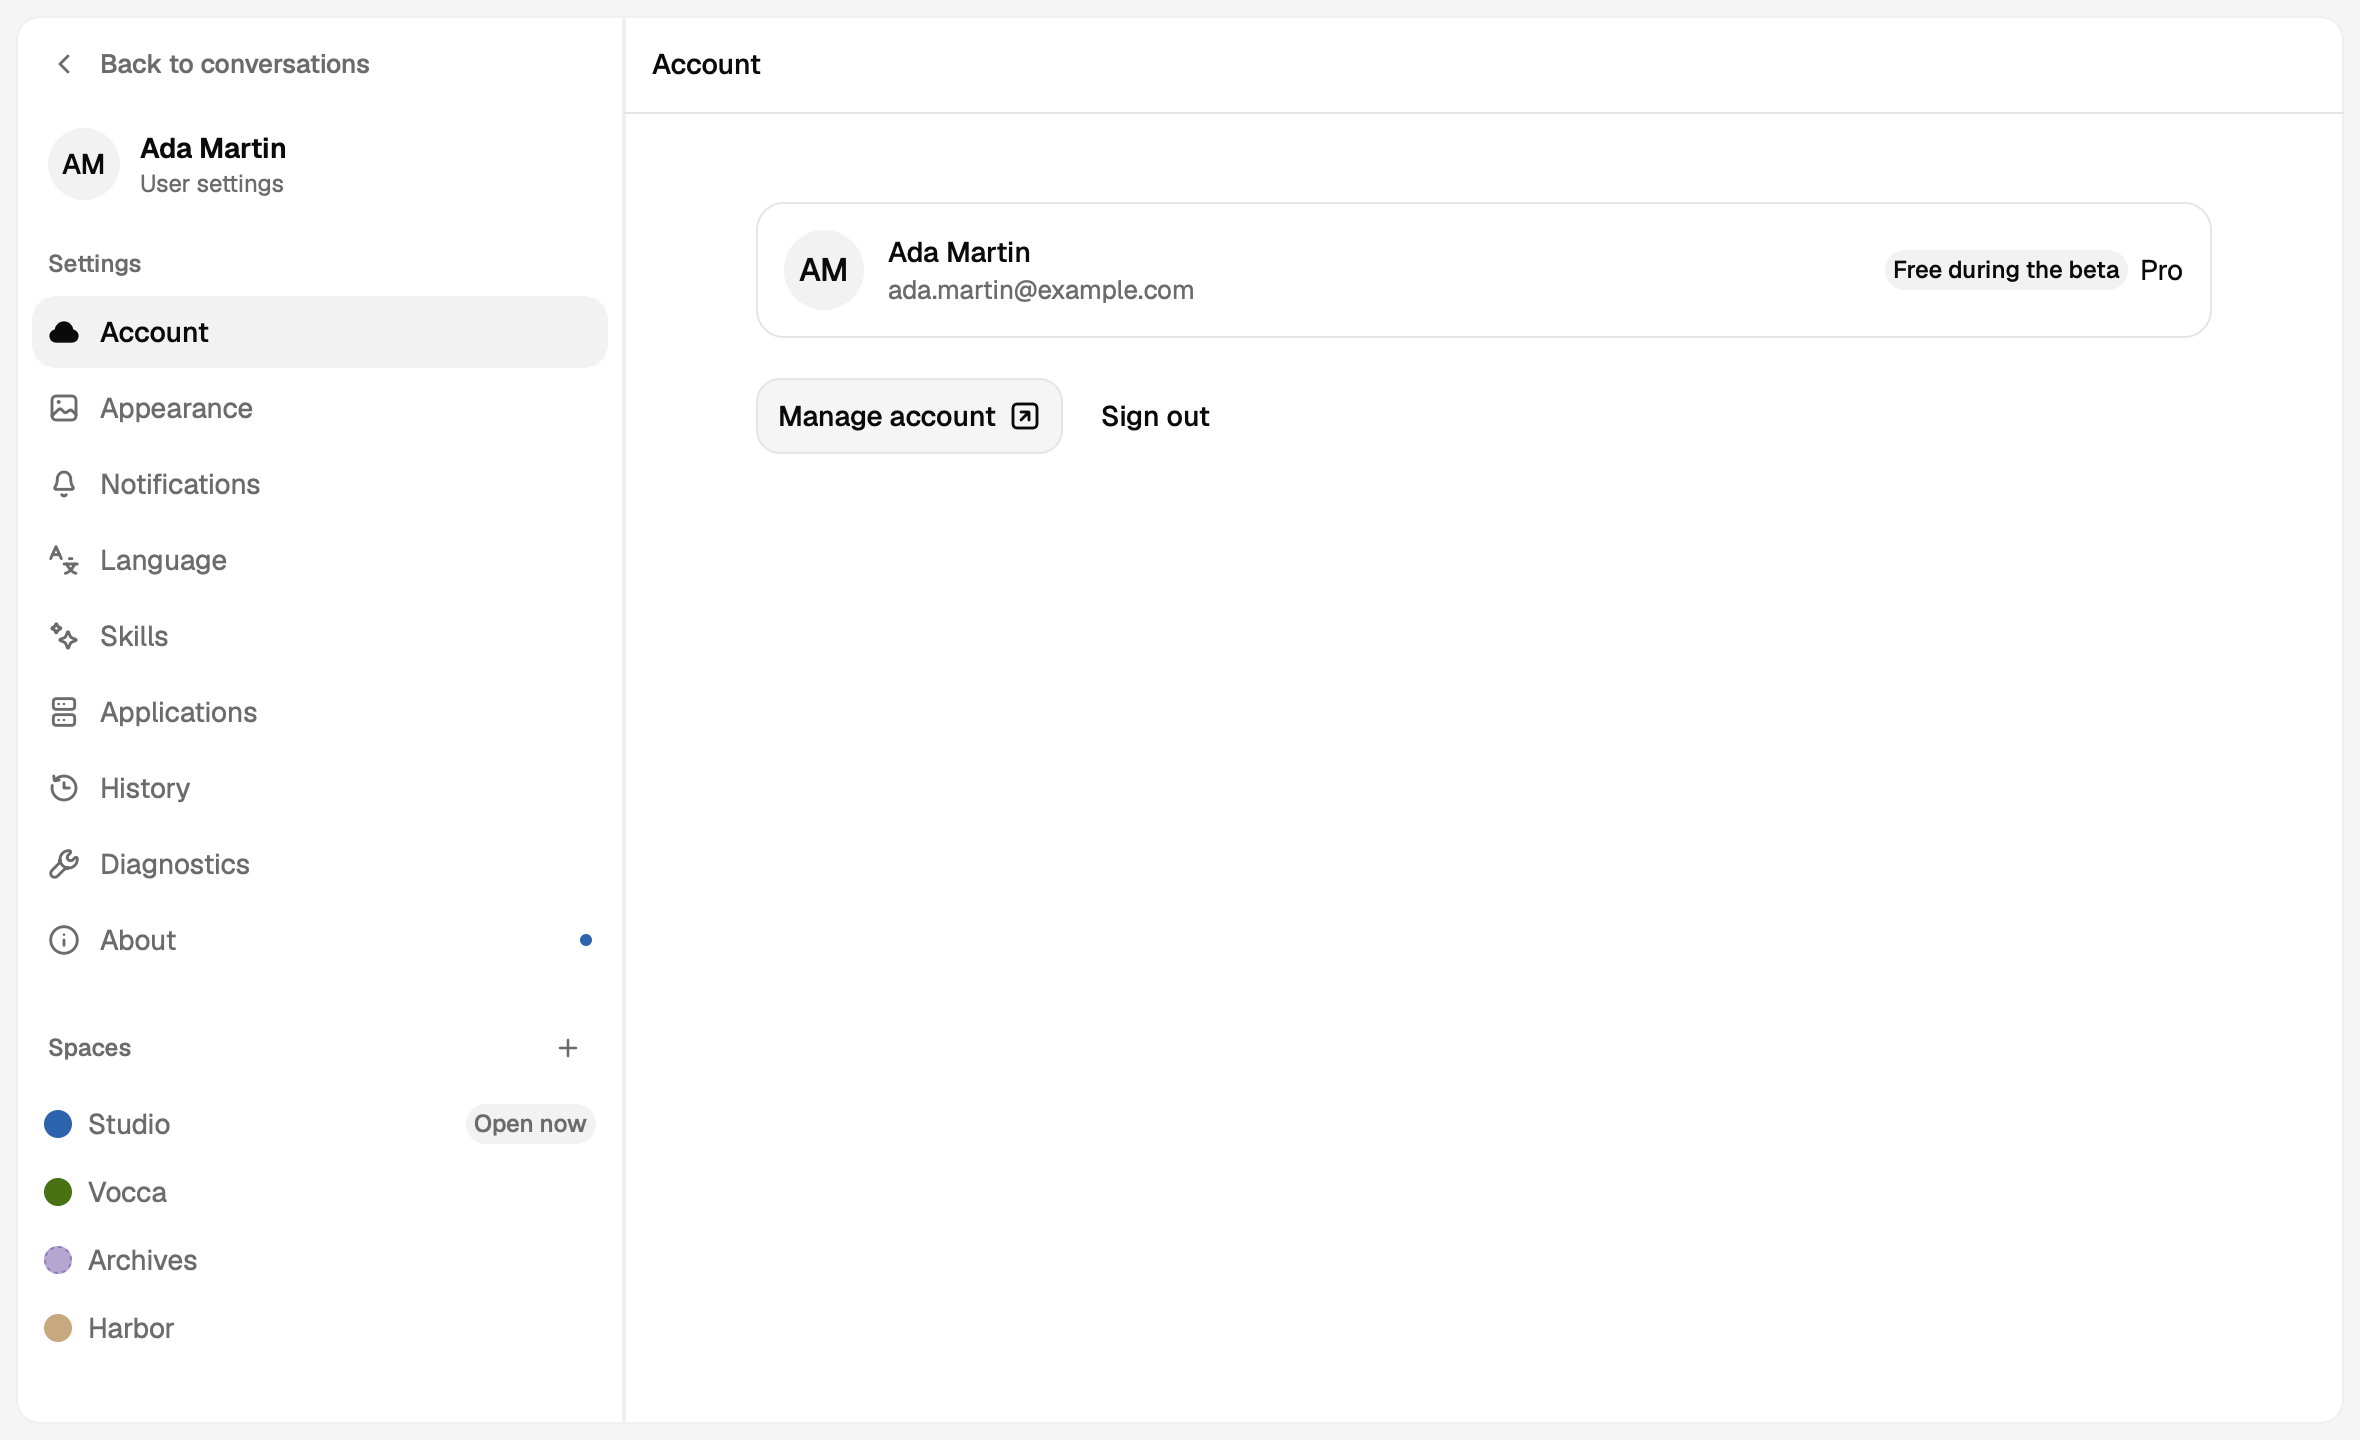 Back to conversations
AM
Ada Martin
User settings
Settings
Account
Appearance
Notifications
Language
Skills
Applications
History
Diagnostics
About
Spaces
Studio
Open now
Vocca
Archives
Harbor
Account
AM
Ada Martin
ada.martin@example.com
Free during the beta
Pro
Manage account
Sign out